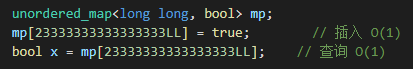 unordered_map<long long, bool> mp;
mp[23333333333333333LL] = true;        // 插入 O(1)
bool x = mp[23333333333333333LL];    // 查询 O(1)